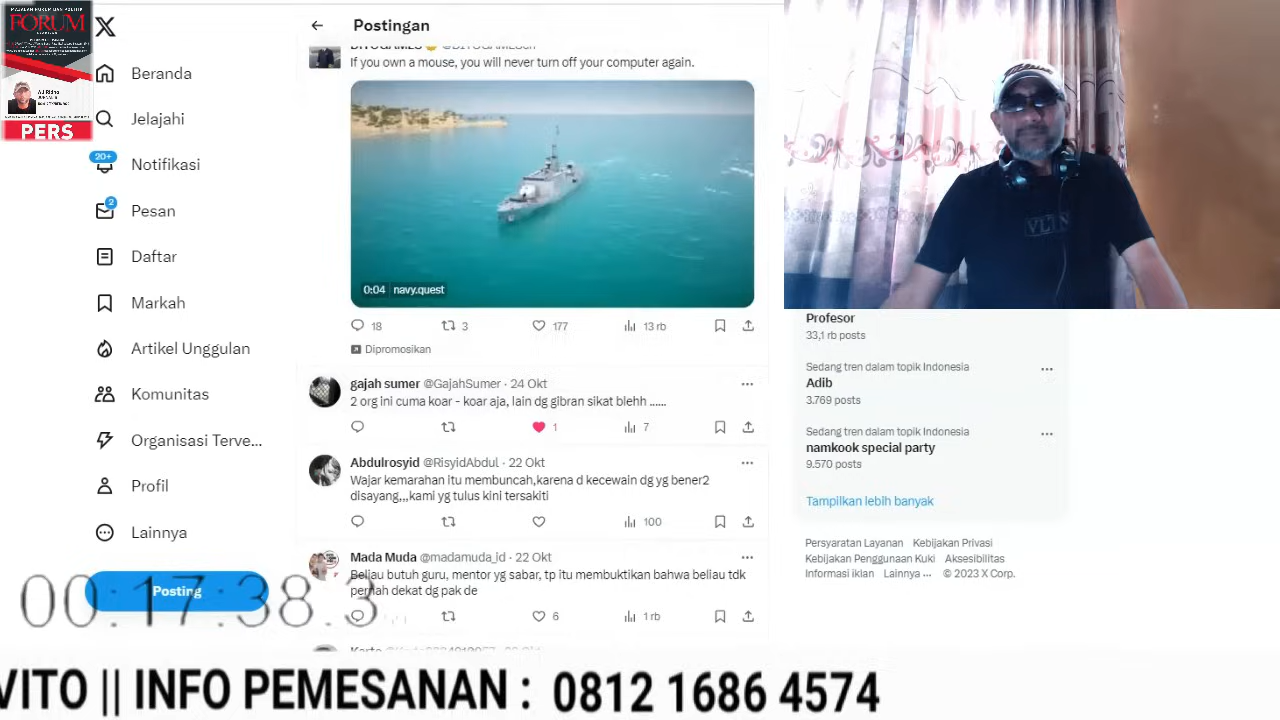 MAJALAH FORUM DAN POLITIK
FORUM
PERS
X
Beranda
Jelajahi
20+
Notifikasi
2
Pesan
Daftar
Markah
Artikel Unggulan
Komunitas
Organisasi Terve...
Profil
Lainnya
Posting
00:17:38.3
← Postingan
If you own a mouse, you will never turn off your computer again.
0:04 navy.quest
18 3 177 13 rb
Dipromosikan
gajah sumer @GajahSumer · 24 Okt
2 org ini cuma koar - koar aja, lain dg gibran sikat blehh ......
1 7
Abdulrosyid @RisyidAbdul · 22 Okt
Wajar kemarahan itu membuncah,karena d kecewain dg yg bener2
disayang,,,kami yg tulus kini tersakiti
100
Mada Muda @madamuda_id · 22 Okt
Beliau butuh guru, mentor yg sabar, tp itu membuktikan bahwa beliau tdk
pernah dekat dg pak de
6 1 rb
Profesor
33,1 rb posts
Sedang tren dalam topik Indonesia
Adib
3.769 posts
Sedang tren dalam topik Indonesia
namkook special party
9.570 posts
Tampilkan lebih banyak
Persyaratan Layanan Kebijakan Privasi
Kebijakan Penggunaan Kuki Aksesibilitas
Informasi iklan Lainnya ··· © 2023 X Corp.
VITO || INFO PEMESANAN : 0812 1686 4574